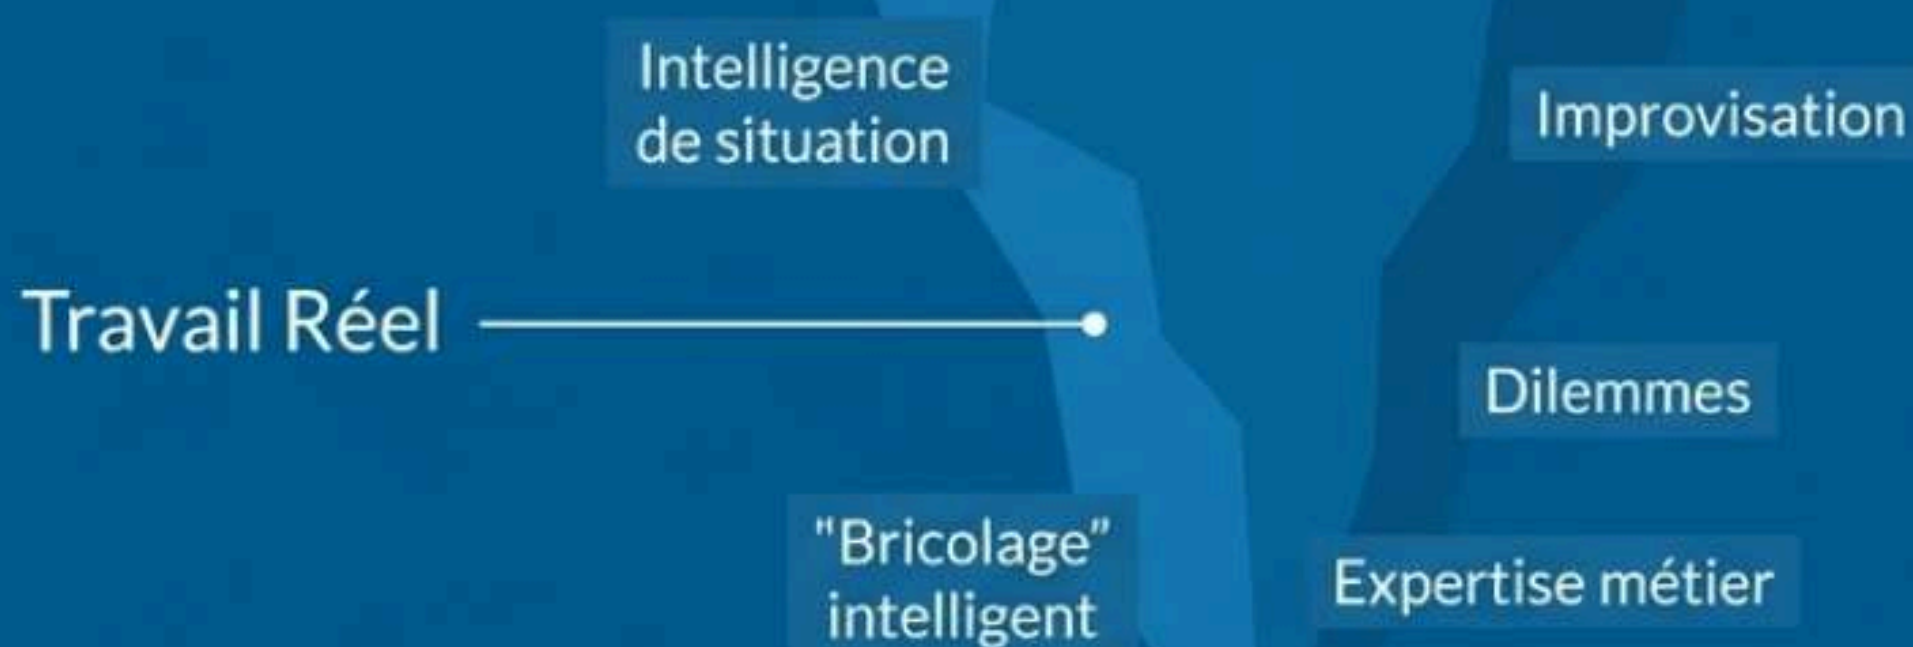 Intelligence
de situation
Improvisation
Travail Réel
Dilemmes
"Bricolage”
intelligent
Expertise métier